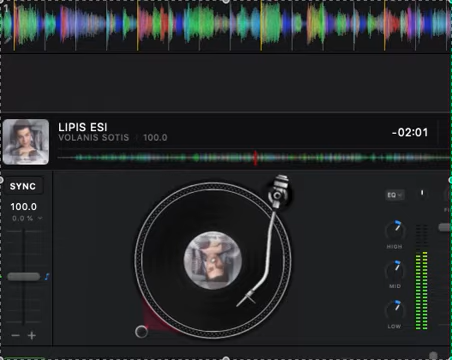 LIPIS ESI
VOLANIS SOTIS 100.0
-02:01
SYNC
100.0
0.0 %
EQ
HIGH
MID
LOW